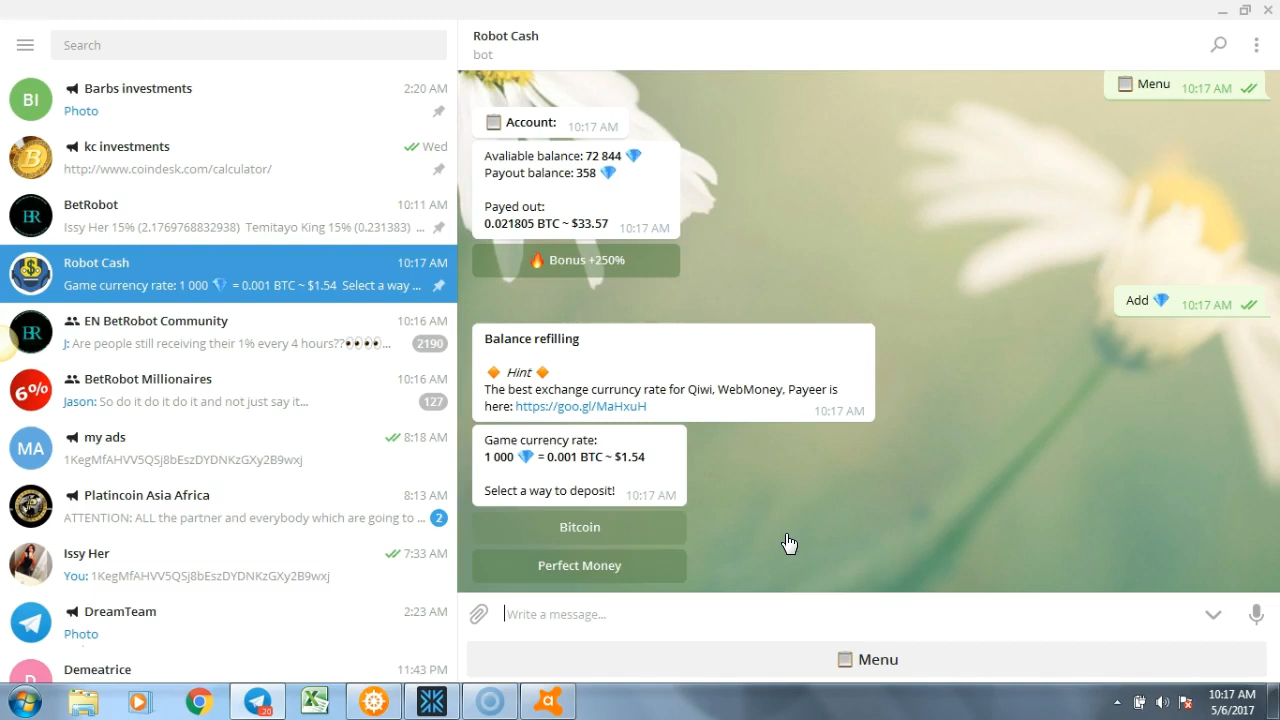 Search
BI
Barbs investments
2:20 AM
Photo
kc investments
Wed
http://www.coindesk.com/calculator/
BR
BetRobot
10:11 AM
Issy Her 15% (2.1769768832938) Temitayo King 15% (0.231383) ...
Robot Cash
10:17 AM
Game currency rate: 1 000 💎 = 0.001 BTC ~ $1.54 Select a way ...
BR
EN BetRobot Community
10:16 AM
J: Are people still receiving their 1% every 4 hours??👀👀...
2190
6%
BetRobot Millionaires
10:16 AM
Jason: So do it do it do it and not just say it...
127
MA
my ads
8:18 AM
1KegMfAHVV5QSj8bEszDYDNKzGXy2B9wxj
Platincoin Asia Africa
8:13 AM
ATTENTION: ALL the partner and everybody which are going to ...
2
Issy Her
7:33 AM
You: 1KegMfAHVV5QSj8bEszDYDNKzGXy2B9wxj
DreamTeam
2:23 AM
Photo
D
Demeatrice
11:43 PM
Robot Cash
bot
Menu 10:17 AM
Account: 10:17 AM
Avaliable balance: 72 844 💎
Payout balance: 358 💎
Payed out:
0.021805 BTC ~ $33.57 10:17 AM
🔥 Bonus +250%
Add 💎 10:17 AM
Balance refilling
🔸 Hint 🔸
The best exchange curruncy rate for Qiwi, WebMoney, Payeer is
here: https://goo.gl/MaHxuH
10:17 AM
Game currency rate:
1 000 💎 = 0.001 BTC ~ $1.54
Select a way to deposit! 10:17 AM
Bitcoin
Perfect Money
Write a message...
Menu
20
10:17 AM
5/6/2017